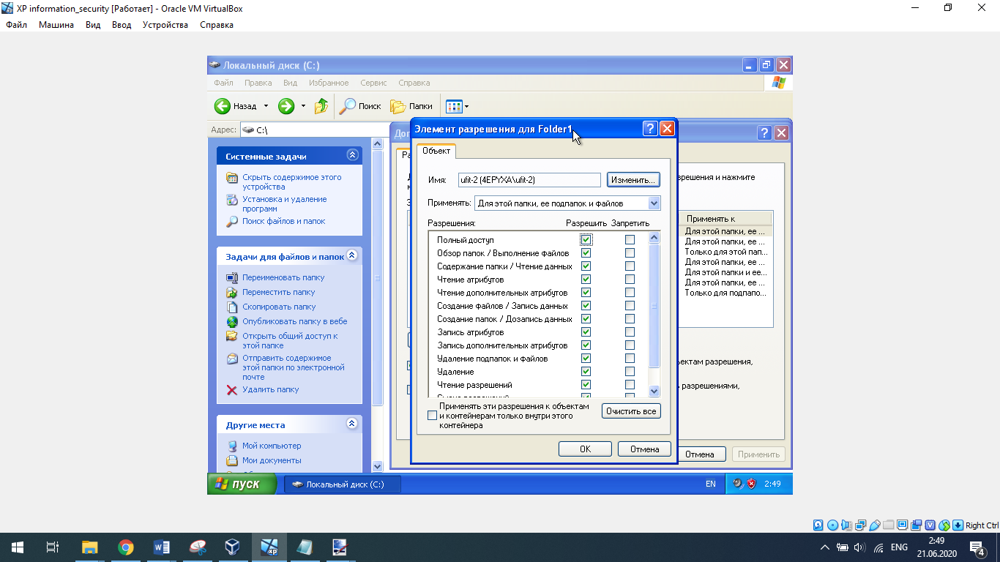 XP information_security [Работает] - Oracle VM VirtualBox
Файл Машина Вид Ввод Устройства Справка
Локальный диск (C:)
Файл Правка Вид Избранное Сервис Справка
Назад Поиск Папки
Адрес: C:\
Системные задачи
Скрыть содержимое этого
устройства
Установка и удаление
программ
Поиск файлов и папок
Задачи для файлов и папок
Переименовать папку
Переместить папку
Скопировать папку
Опубликовать папку в вебе
Открыть общий доступ к
этой папке
Отправить содержимое
этой папки по электронной
почте
Удалить папку
Другие места
Мой компьютер
Мои документы
Элемент разрешения для Folder1
Объект
Имя: ufit-2 (4EPYXA\ufit-2) Изменить...
Применять: Для этой папки, ее подпапок и файлов
Разрешения: Разрешить Запретить
Полный доступ
Обзор папок / Выполнение файлов
Содержание папки / Чтение данных
Чтение атрибутов
Чтение дополнительных атрибутов
Создание файлов / Запись данных
Создание папок / Дозапись данных
Запись атрибутов
Запись дополнительных атрибутов
Удаление подпапок и файлов
Удаление
Чтение разрешений
Применять эти разрешения к объектам
и контейнерам только внутри этого
контейнера
Очистить все
OK Отмена
решения и нажмите
Применять к
Для этой папки, ее ...
Для этой папки, ее ...
Только для этой пап...
Для этой папки, ее ...
Для этой папки и ее...
Для этой папки, ее ...
Только для подпапо...
ектам разрешения,
разрешениями,
Отмена Применить
пуск Локальный диск (C:) EN 2:49
Right Ctrl
ENG 2:49
21.06.2020
4